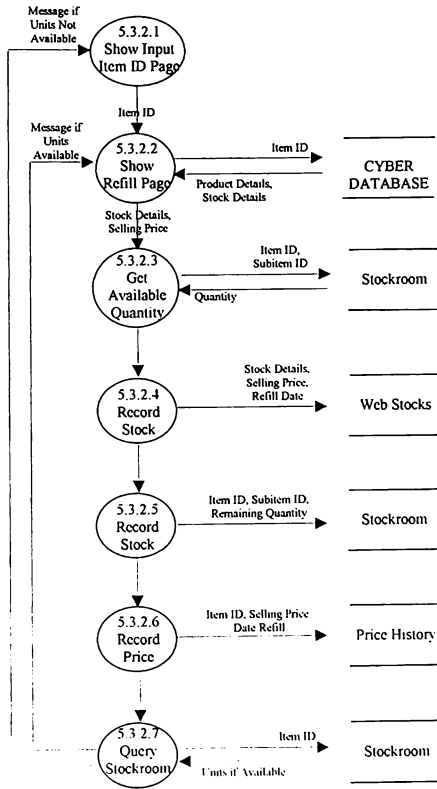 Message if
Units Not
Available
5.3.2.1
Show Input
Item ID Page
Item ID
Message if
Units
Available
5.3.2.2
Show
Refill Page
Item ID
Product Details,
Stock Details
CYBER
DATABASE
Stock Details,
Selling Price
5.3.2.3
Get
Available
Quantity
Item ID,
Subitem ID
Quantity
Stockroom
5.3.2.4
Record
Stock
Stock Details,
Selling Price,
Refill Date
Web Stocks
5.3.2.5
Record
Stock
Item ID, Subitem ID,
Remaining Quantity
Stockroom
5.3.2.6
Record
Price
Item ID, Selling Price
Date Refill
Price History
5.3.2.7
Query
Stockroom
Item ID
Units if Available
Stockroom